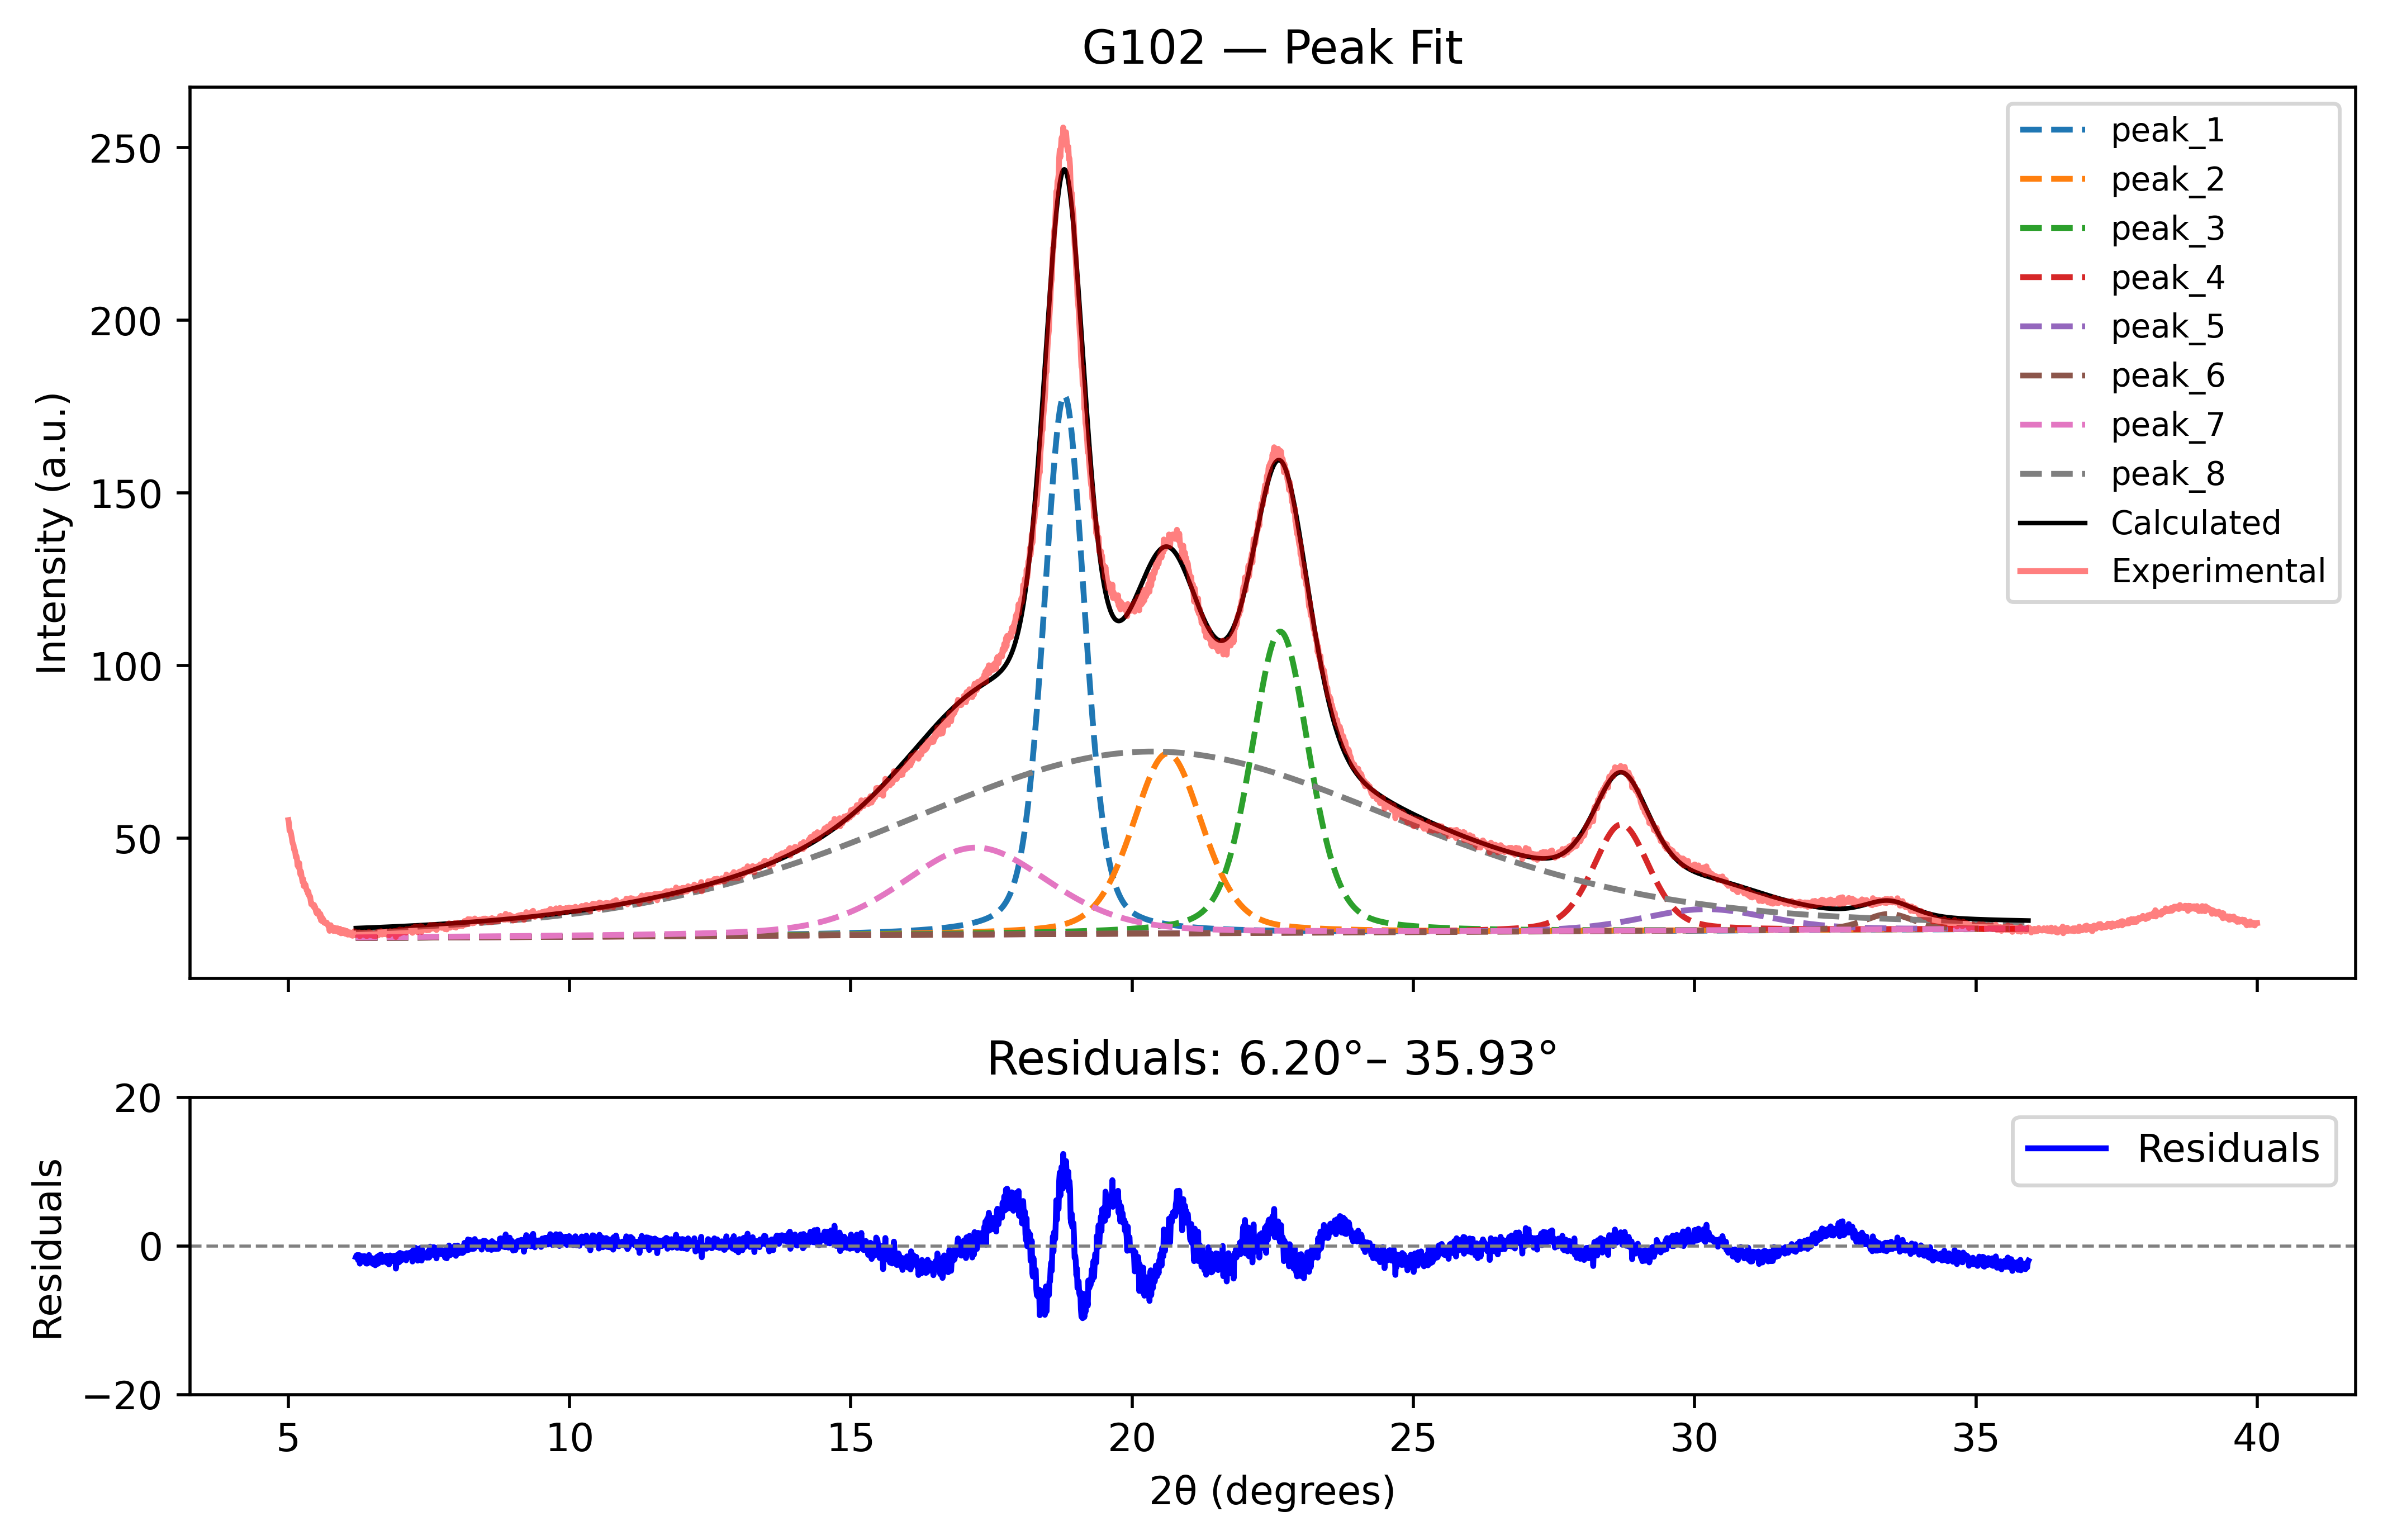 G102 — Peak Fit
Intensity (a.u.)
250
200
150
100
50
peak_1
peak_2
peak_3
peak_4
peak_5
peak_6
peak_7
peak_8
Calculated
Experimental
Residuals: 6.20°– 35.93°
Residuals
20
0
−20
Residuals
5 10 15 20 25 30 35 40
2θ (degrees)